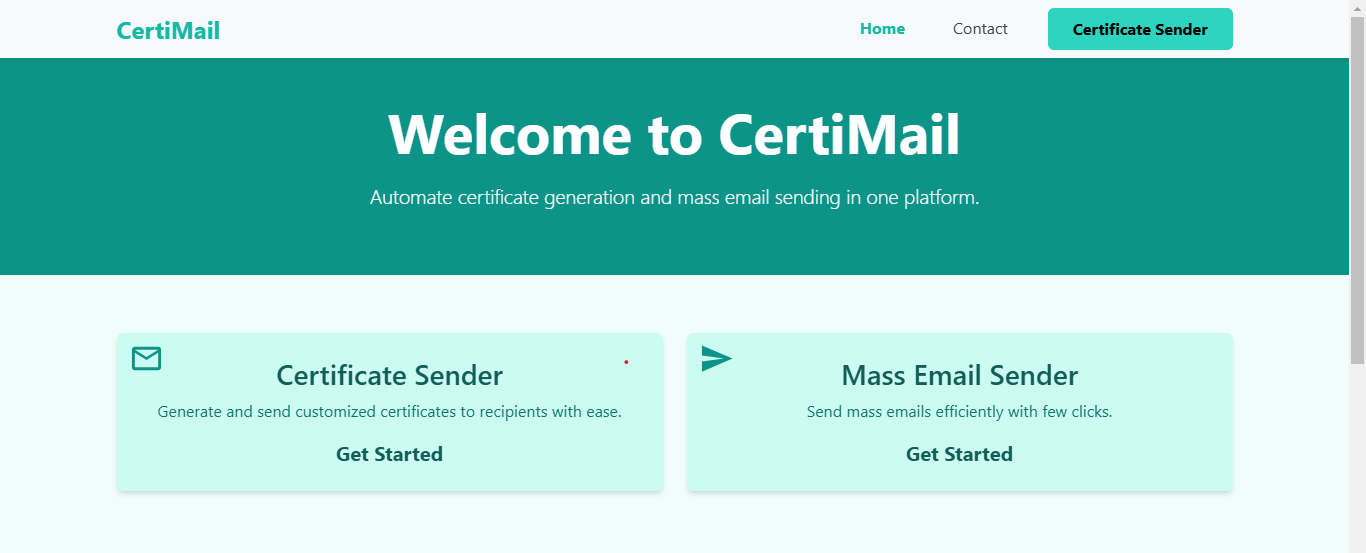 CertiMail
Home
Contact
Certificate Sender
Welcome to CertiMail
Automate certificate generation and mass email sending in one platform.
Certificate Sender
Generate and send customized certificates to recipients with ease.
Get Started
Mass Email Sender
Send mass emails efficiently with few clicks.
Get Started